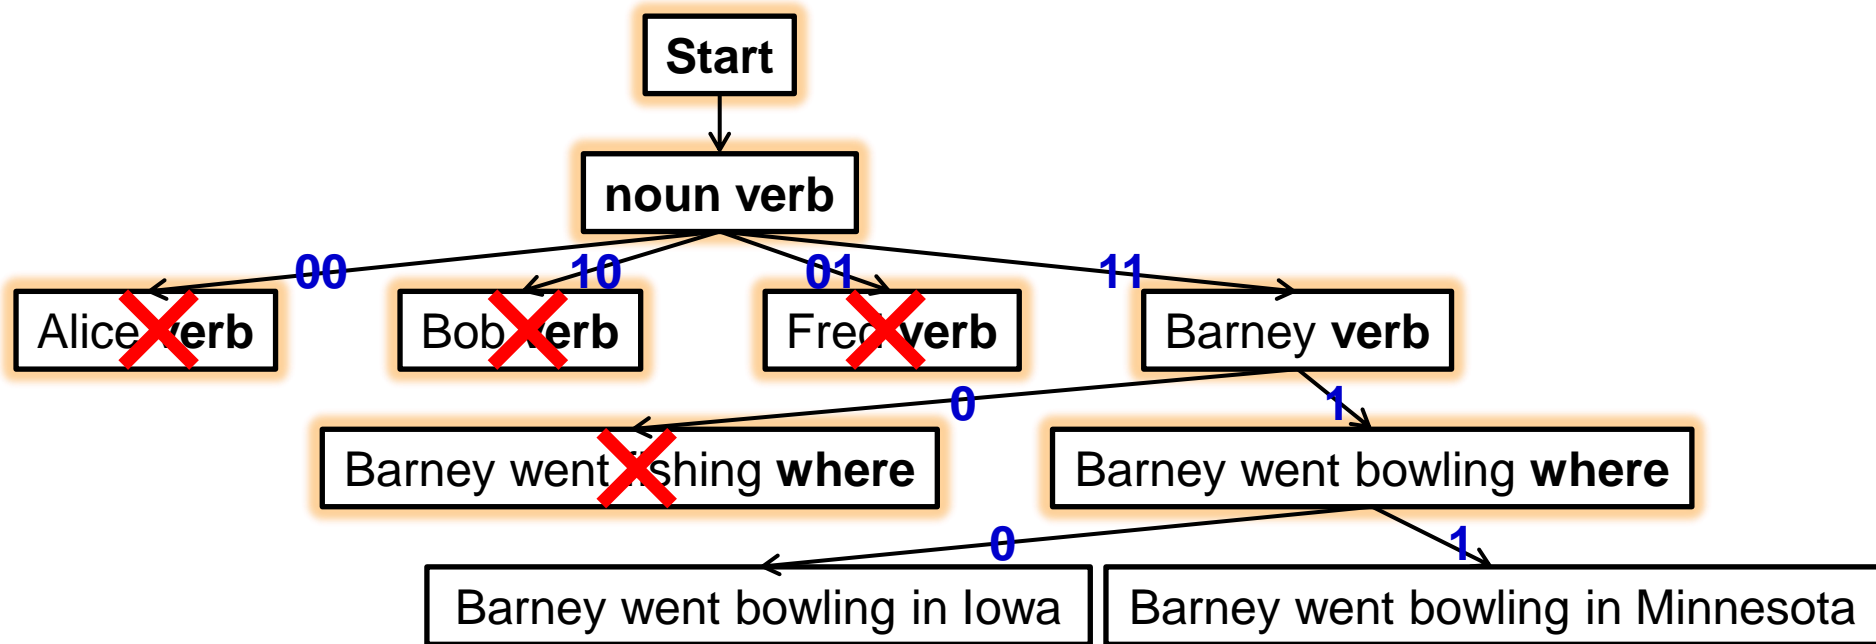 Start
noun verb
00 10 01 11
Alice verb
Bob verb
Fred verb
Barney verb
0 1
Barney went fishing where
Barney went bowling where
0 1
Barney went bowling in Iowa
Barney went bowling in Minnesota